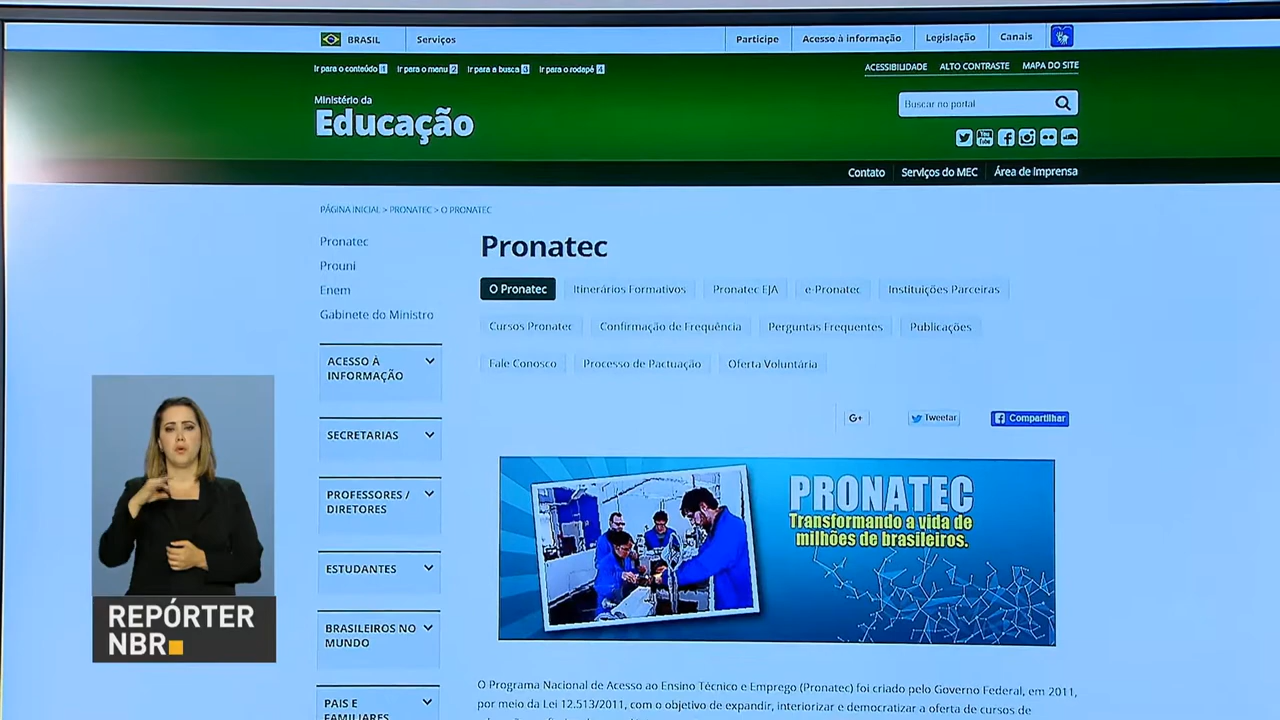 BRASIL
Serviços
Participe
Acesso à informação
Legislação
Canais
Ir para o conteúdo 1
Ir para o menu 2
Ir para a busca 3
Ir para o rodapé 4
ACESSIBILIDADE
ALTO CONTRASTE
MAPA DO SITE
Ministério da
Educação
Buscar no portal
You Tube
Contato
Serviços do MEC
Área de Imprensa
PÁGINA INICIAL > PRONATEC > O PRONATEC
Pronatec
Prouni
Enem
Gabinete do Ministro
ACESSO À
INFORMAÇÃO
SECRETARIAS
PROFESSORES /
DIRETORES
ESTUDANTES
BRASILEIROS NO
MUNDO
PAIS E
FAMILIARES
Pronatec
O Pronatec
Itinerários Formativos
Pronatec EJA
e-Pronatec
Instituições Parceiras
Cursos Pronatec
Confirmação de Frequência
Perguntas Frequentes
Publicações
Fale Conosco
Processo de Pactuação
Oferta Voluntária
G+
Tweetar
Compartilhar
PRONATEC
Transformando a vida de
milhões de brasileiros.
O Programa Nacional de Acesso ao Ensino Técnico e Emprego (Pronatec) foi criado pelo Governo Federal, em 2011,
por meio da Lei 12.513/2011, com o objetivo de expandir, interiorizar e democratizar a oferta de cursos de
REPÓRTER
NBR